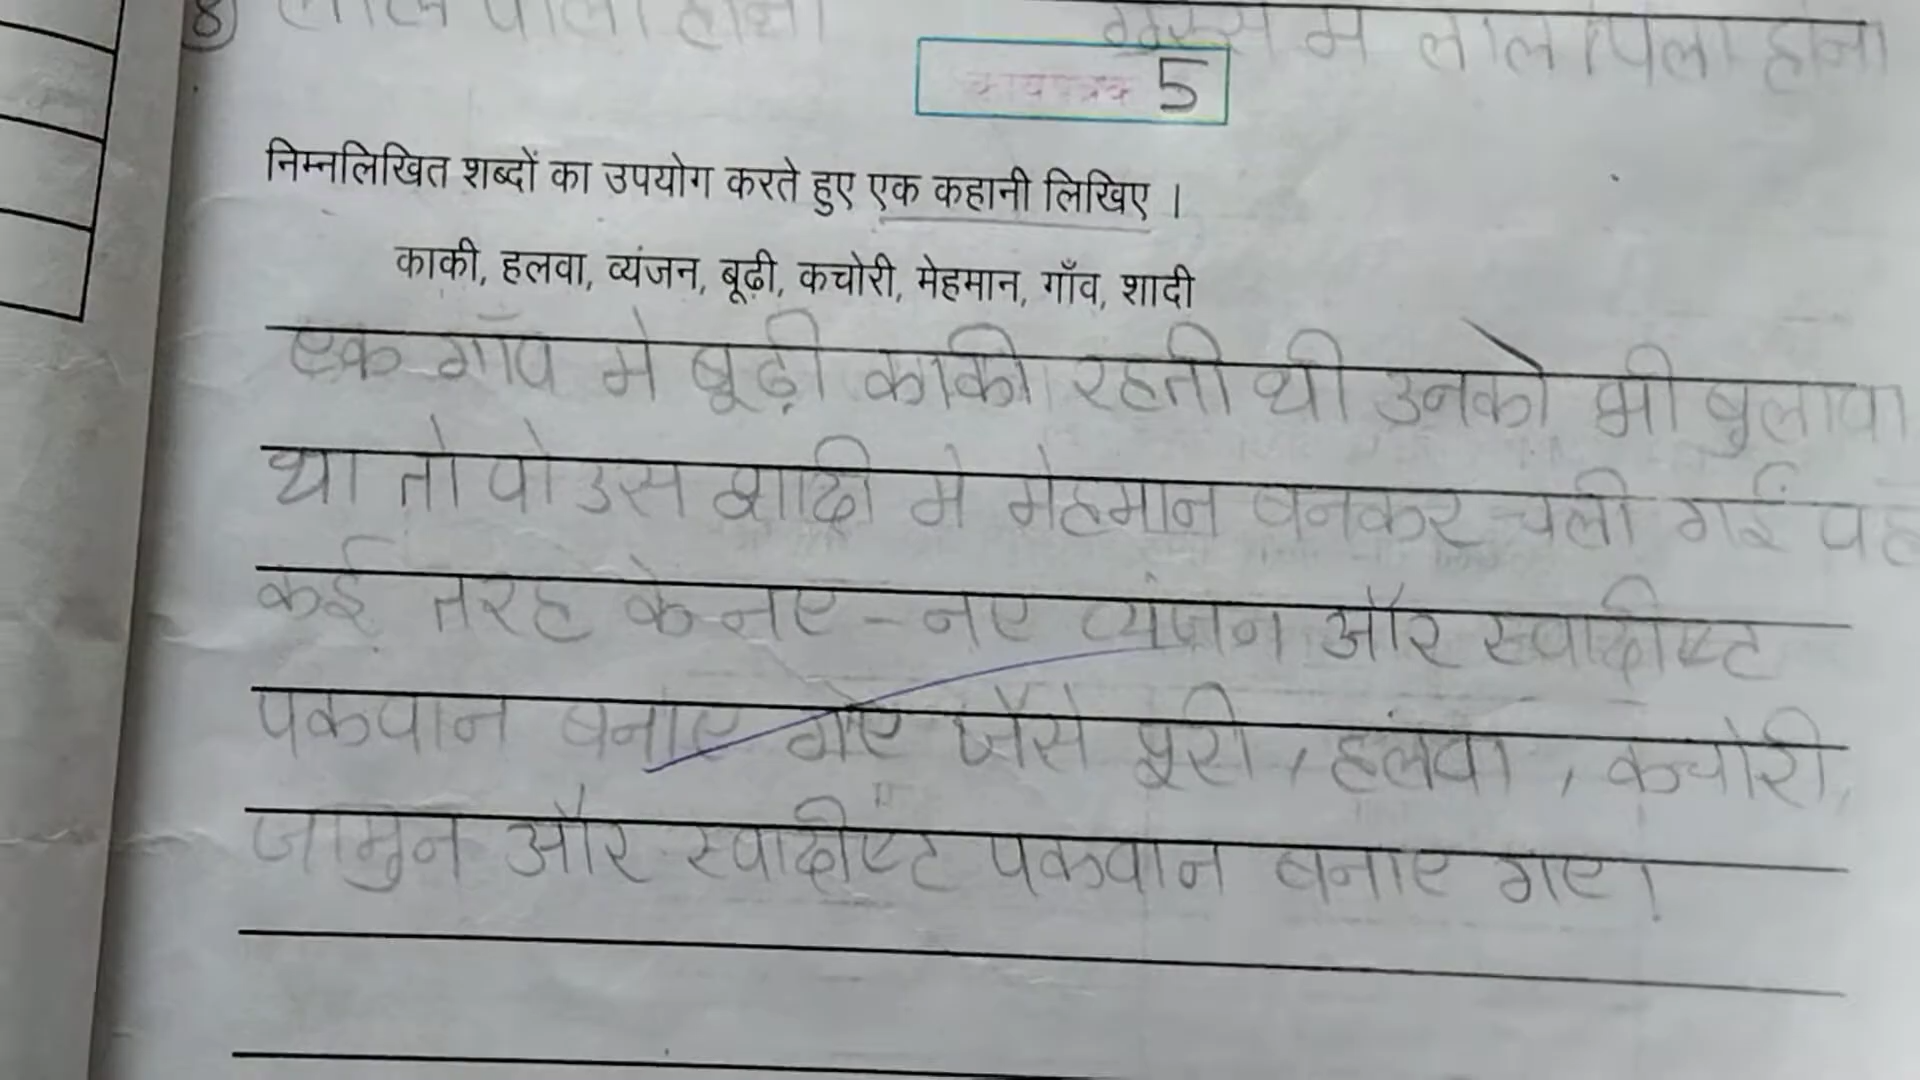 8) लाल पीला होना गुस्से में लाल पिला होना
कार्यपत्रक 5
निम्नलिखित शब्दों का उपयोग करते हुए एक कहानी लिखिए ।
काकी, हलवा, व्यंजन, बूढ़ी, कचोरी, मेहमान, गाँव, शादी
एक गाँव मे बूढ़ी काकी रहती थी उनको भी बुलावा
था तो वो उस शादी मे मेहमान बनकर चली गई वह
कई तरह के नए-नए व्यंजन और स्वादीष्ट
पकवान बनाए गए जैसे पूरी, हलवा, कचोरी,
जामुन और स्वादीष्ट पकवान बनाए गए।